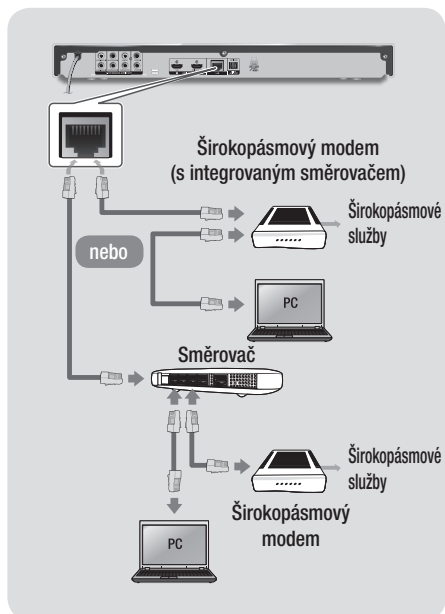 Širokopásmový modem
(s integrovaným směrovačem)
Širokopásmové
služby
nebo
PC
Směrovač
Širokopásmové
služby
Širokopásmový
modem
PC